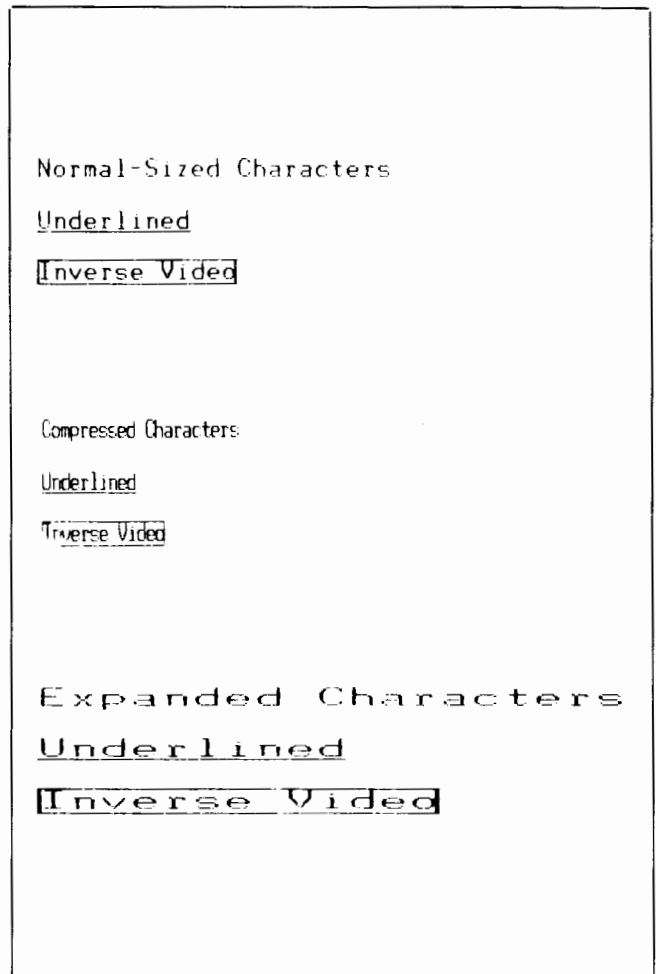 Normal-Sized Characters
Underlined
Inverse Video
Compressed Characters
Underlined
Inverse Video
Expanded Characters
Underlined
Inverse Video